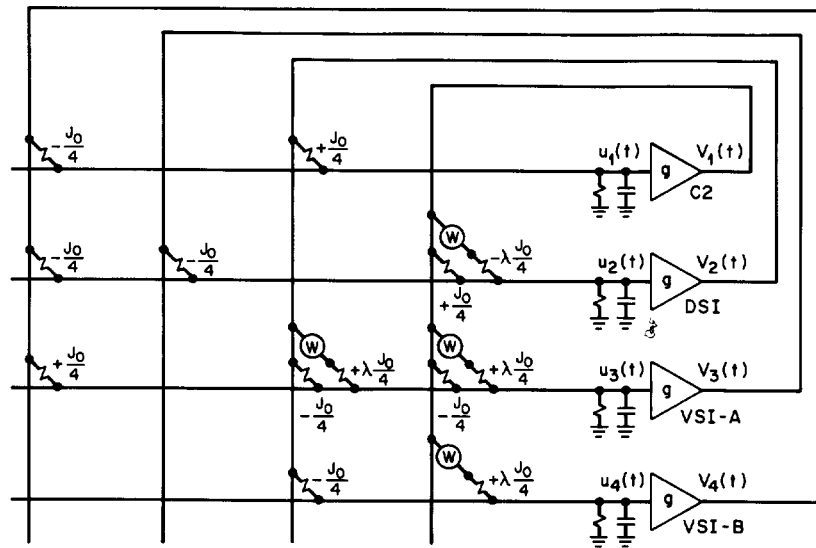 -J₀/4 +J₀/4 u₁(t) g V₁(t) C2
-J₀/4 -J₀/4 W +J₀/4 -λJ₀/4 u₂(t) g V₂(t) DSI
+J₀/4 W -J₀/4 +λJ₀/4 W -J₀/4 +λJ₀/4 u₃(t) g V₃(t) VSI-A
-J₀/4 W +λJ₀/4 u₄(t) g V₄(t) VSI-B